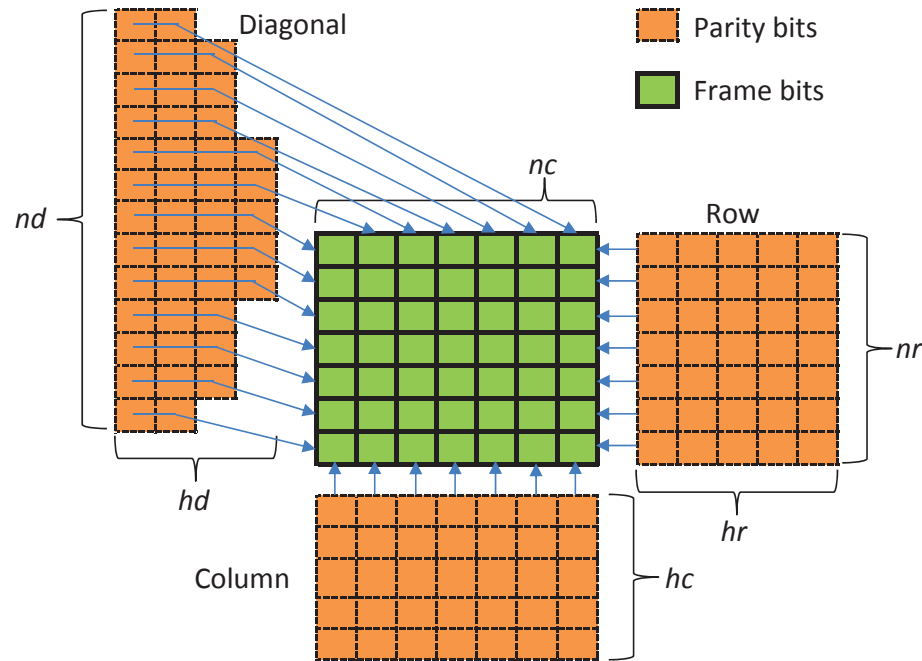 Diagonal
Parity bits
Frame bits
nc
Row
nd
nr
hd
hr
Column
hc